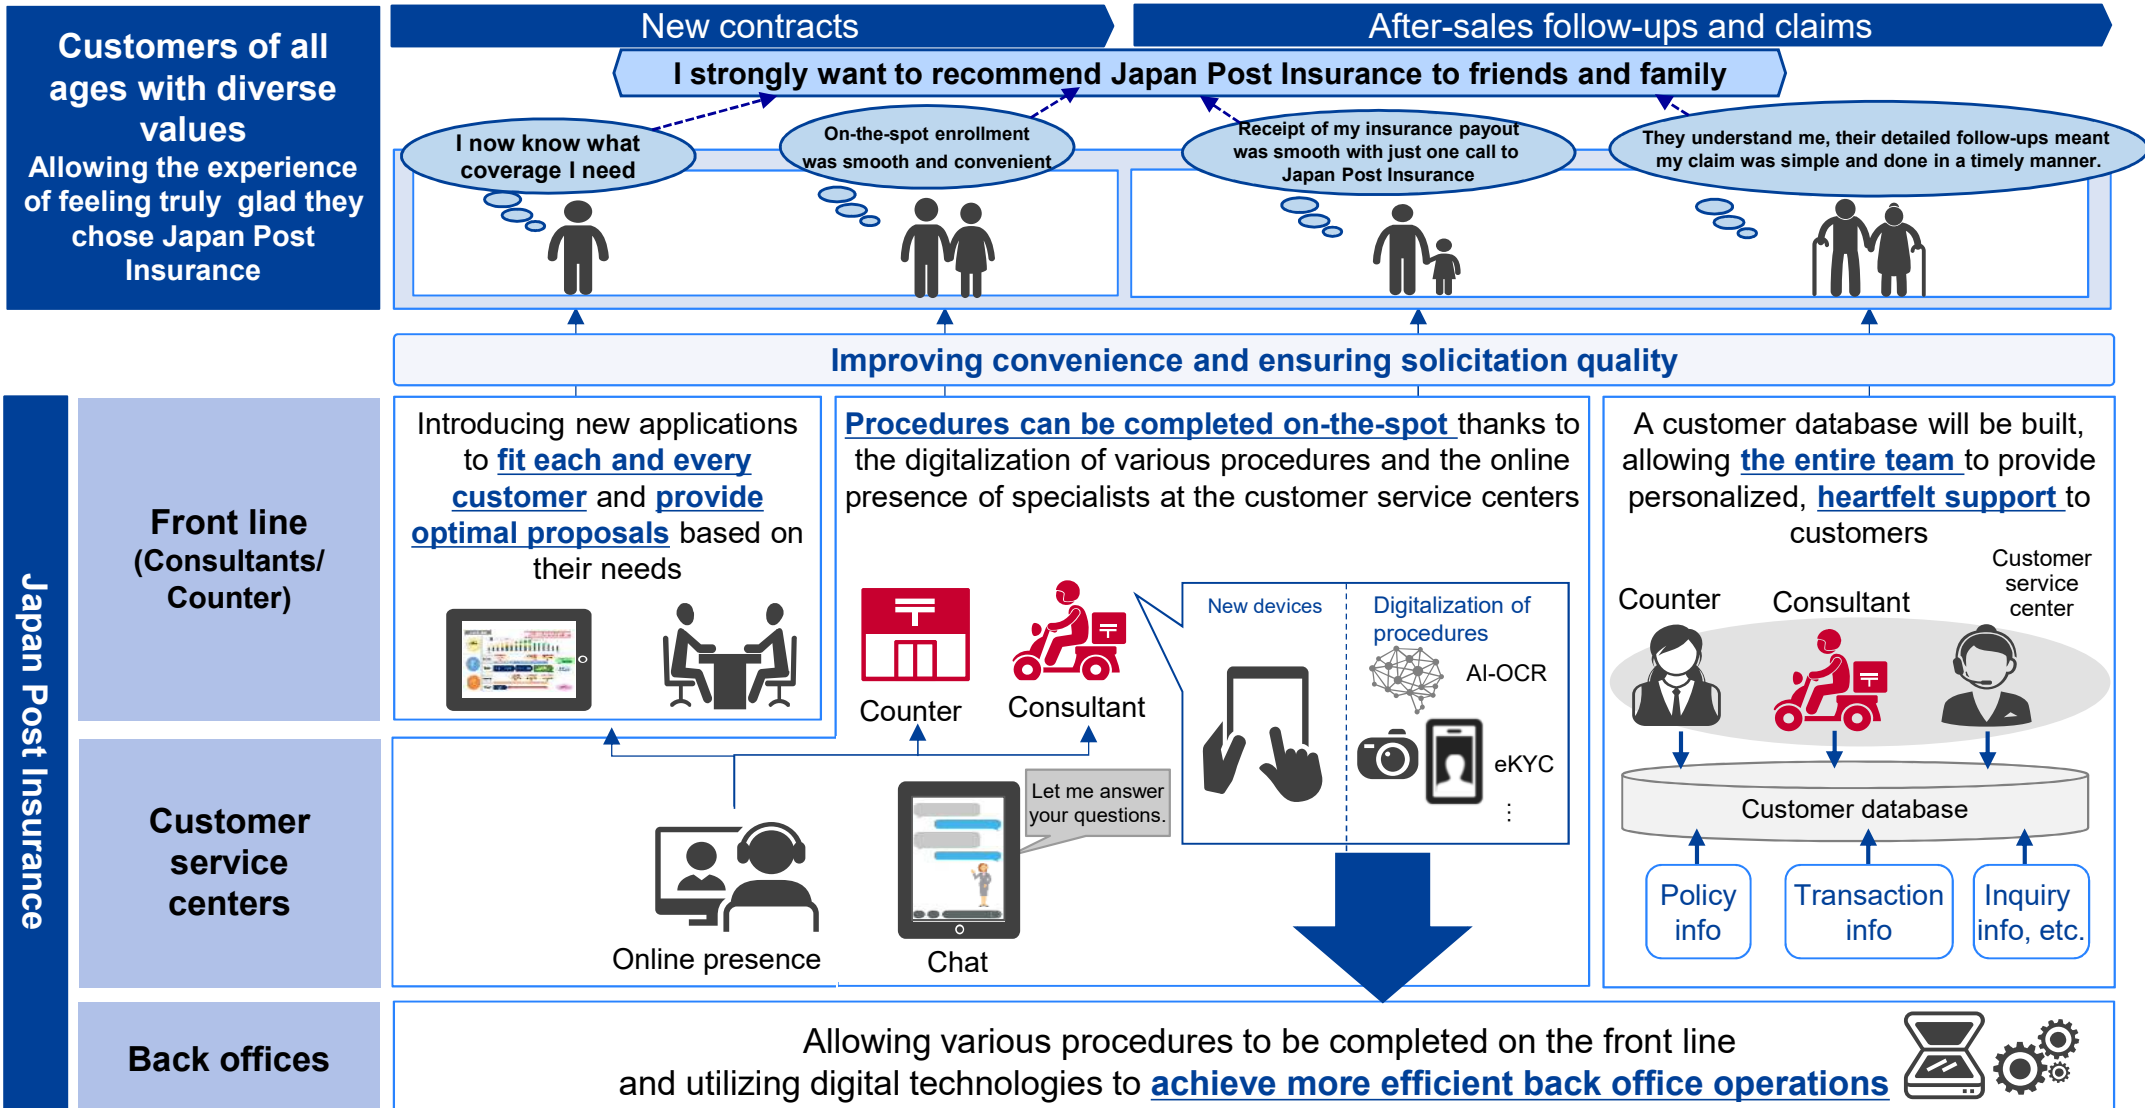 Customers of all
ages with diverse
values
Allowing the experience
of feeling truly glad they
chose Japan Post
Insurance
New contracts
After-sales follow-ups and claims
I strongly want to recommend Japan Post Insurance to friends and family
I now know what
coverage I need
On-the-spot enrollment
was smooth and convenient
Receipt of my insurance payout
was smooth with just one call to
Japan Post Insurance
They understand me, their detailed follow-ups meant
my claim was simple and done in a timely manner.
Improving convenience and ensuring solicitation quality
Japan Post Insurance
Front line
(Consultants/
Counter)
Introducing new applications
to fit each and every
customer and provide
optimal proposals based on
their needs
Procedures can be completed on-the-spot thanks to
the digitalization of various procedures and the online
presence of specialists at the customer service centers
Counter
Consultant
New devices
Digitalization of
procedures
AI-OCR
eKYC
⋮
A customer database will be built,
allowing the entire team to provide
personalized, heartfelt support to
customers
Counter
Consultant
Customer
service
center
Customer database
Policy
info
Transaction
info
Inquiry
info, etc.
Customer
service
centers
Online presence
Chat
Let me answer
your questions.
Back offices
Allowing various procedures to be completed on the front line
and utilizing digital technologies to achieve more efficient back office operations